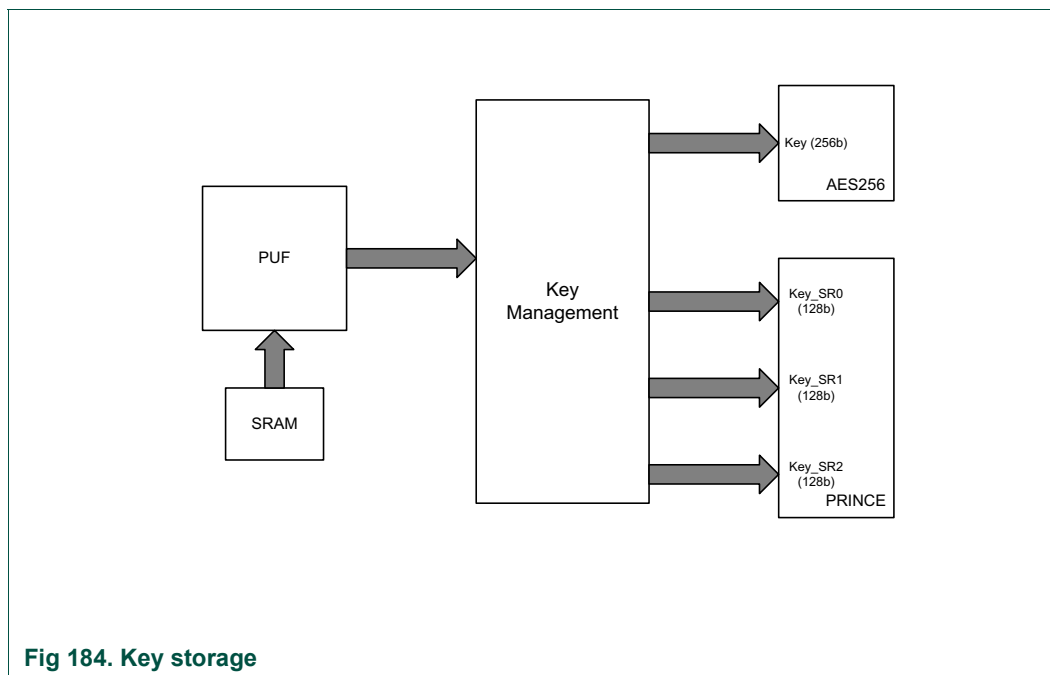 PUF
SRAM
Key
Management
Key (256b)
AES256
Key_SR0
(128b)
Key_SR1
(128b)
Key_SR2
(128b)
PRINCE
Fig 184. Key storage